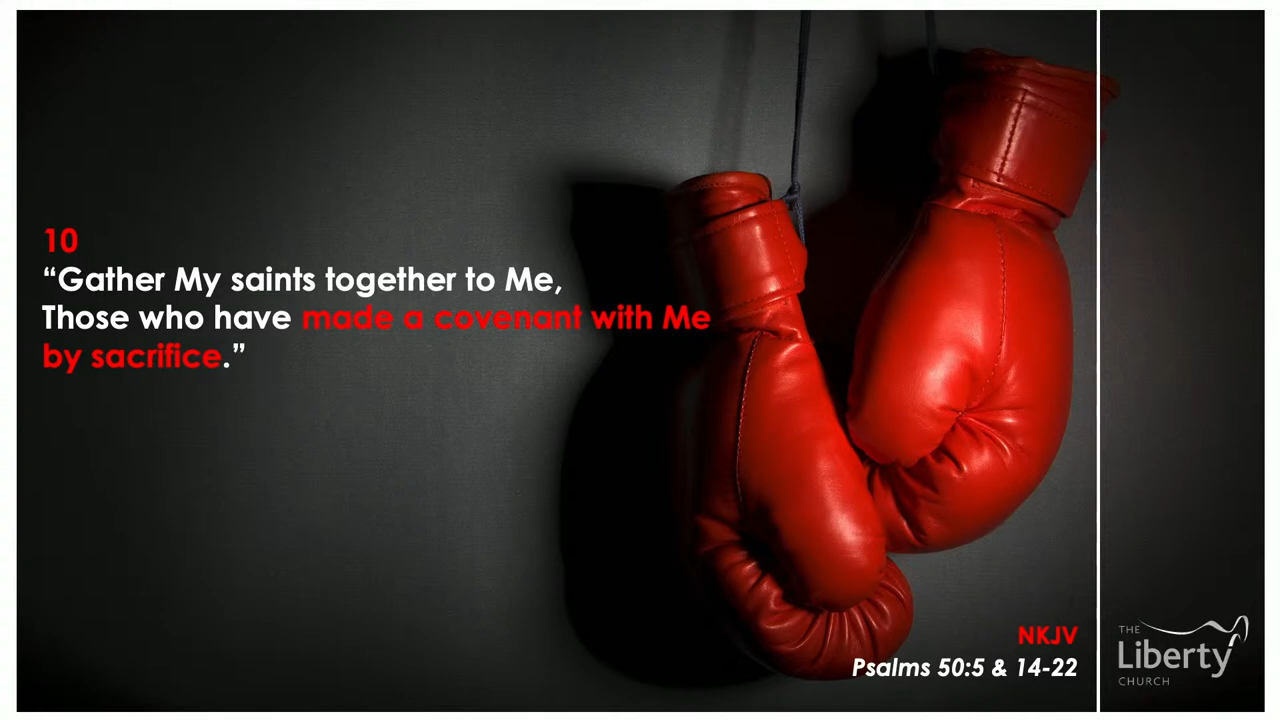 10
“Gather My saints together to Me,
Those who have made a covenant with Me
by sacrifice.”
NKJV
Psalms 50:5 & 14-22
THE
Liberty
CHURCH